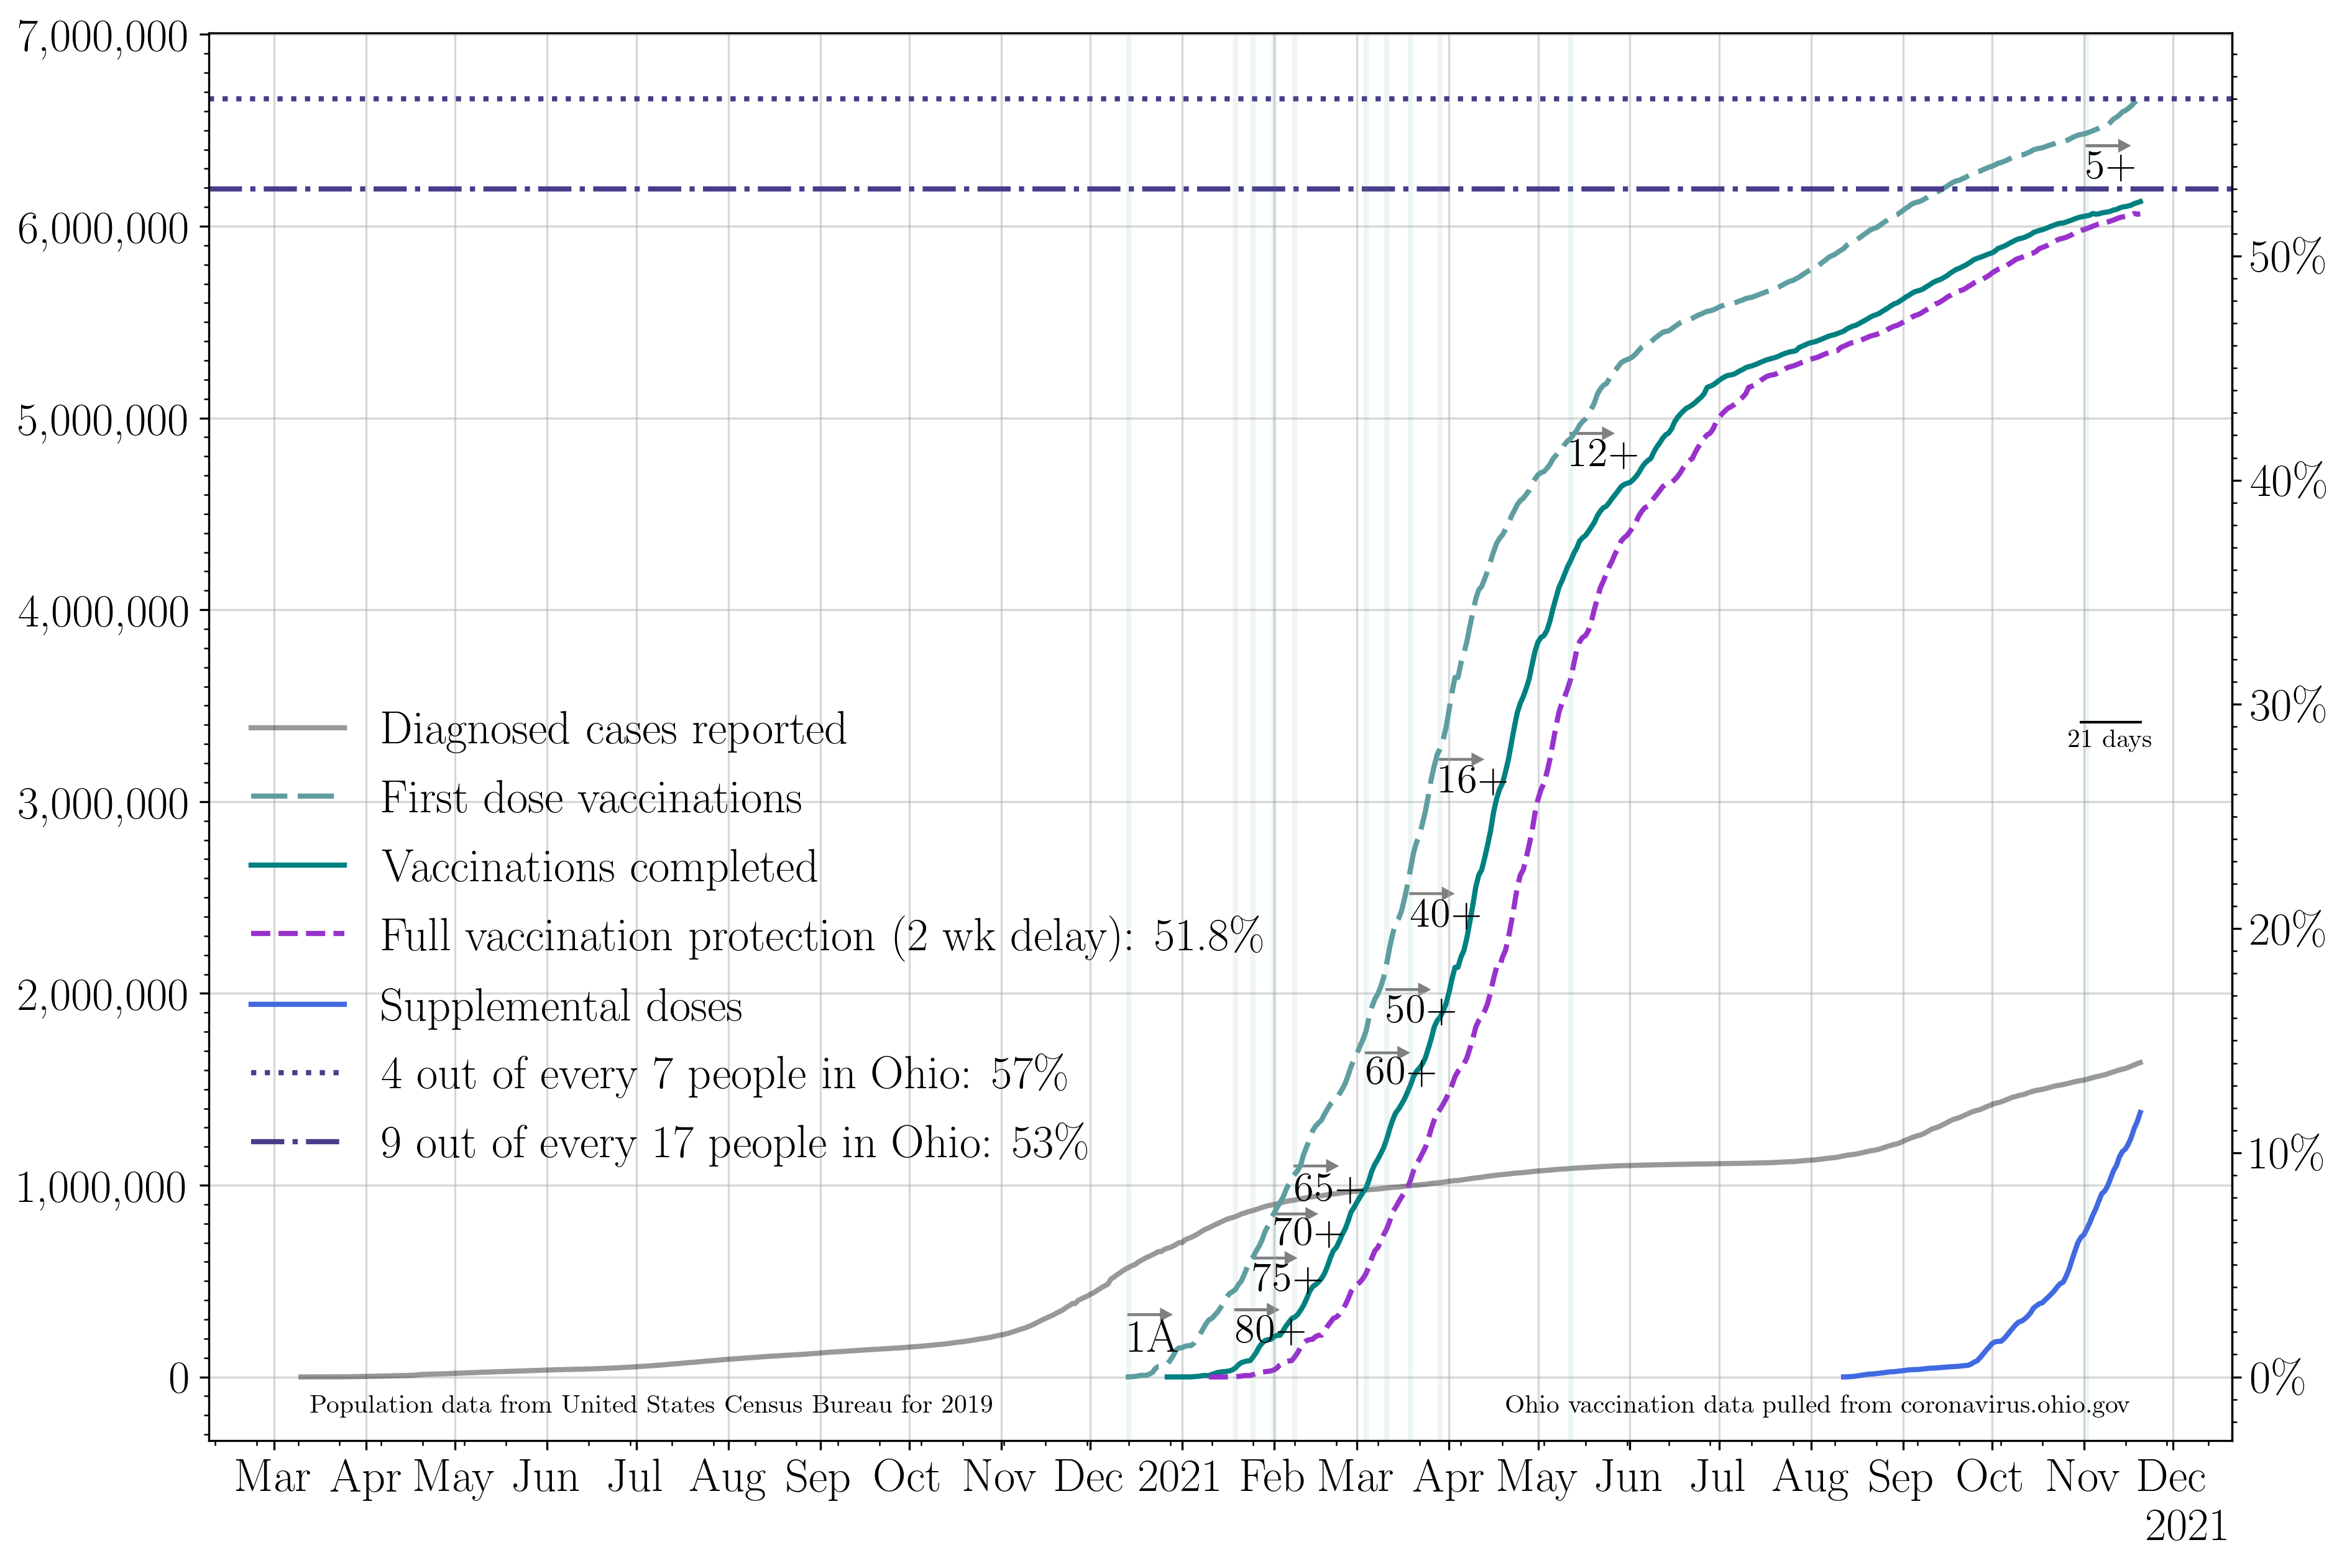 7,000,000
6,000,000
5,000,000
4,000,000
3,000,000
2,000,000
1,000,000
0
50%
40%
30%
20%
10%
0%
5+
12+
16+
40+
50+
60+
65+
70+
75+
80+
1A
21 days
Diagnosed cases reported
First dose vaccinations
Vaccinations completed
Full vaccination protection (2 wk delay): 51.8%
Supplemental doses
4 out of every 7 people in Ohio: 57%
9 out of every 17 people in Ohio: 53%
Population data from United States Census Bureau for 2019
Ohio vaccination data pulled from coronavirus.ohio.gov
Mar Apr May Jun Jul Aug Sep Oct Nov Dec 2021 Feb Mar Apr May Jun Jul Aug Sep Oct Nov Dec
2021